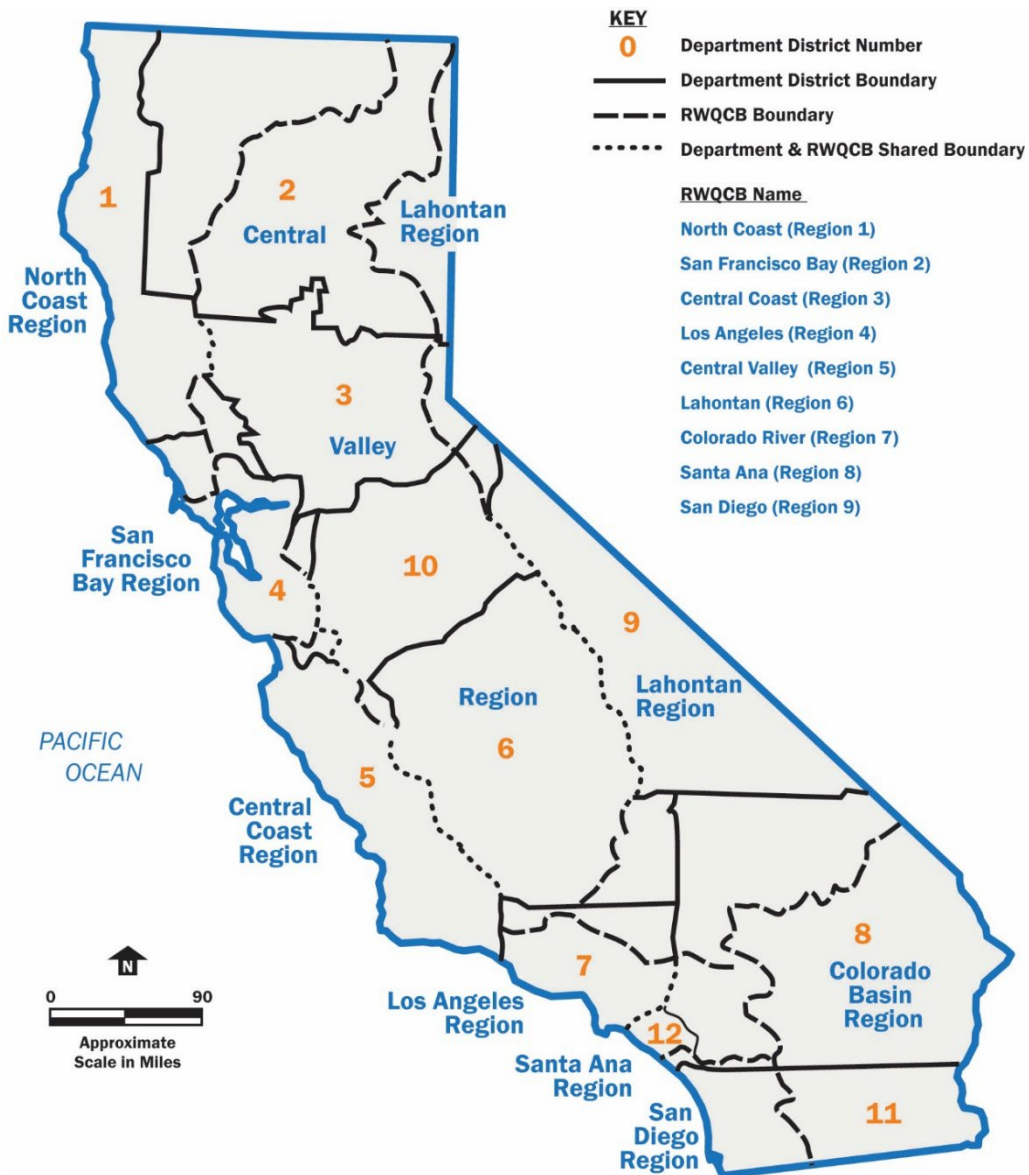 KEY
0
Department District Number
Department District Boundary
RWQCB Boundary
Department & RWQCB Shared Boundary
RWQCB Name
North Coast (Region 1)
San Francisco Bay (Region 2)
Central Coast (Region 3)
Los Angeles (Region 4)
Central Valley (Region 5)
Lahontan (Region 6)
Colorado River (Region 7)
Santa Ana (Region 8)
San Diego (Region 9)
1
2
Central
Lahontan
Region
North
Coast
Region
3
Valley
San
Francisco
Bay Region
4
10
9
Lahontan
Region
Region
6
PACIFIC
OCEAN
5
Central
Coast
Region
8
Colorado
Basin
Region
7
Los Angeles
Region
12
Santa Ana
Region
San
Diego
Region
11
N
0 90
Approximate
Scale in Miles